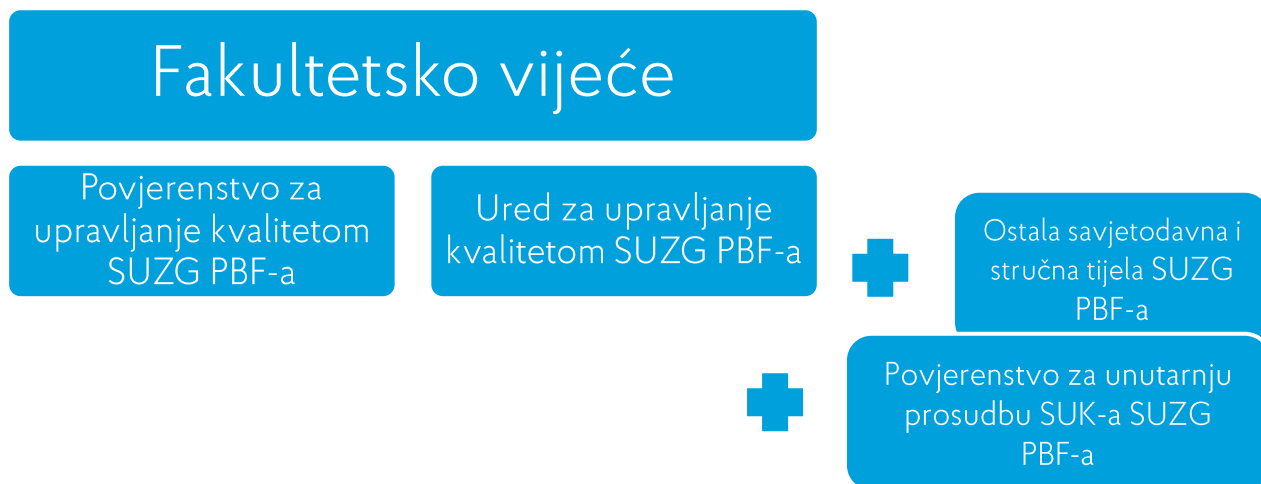 Fakultetsko vijeće
Povjerenstvo za
upravljanje kvalitetom
SUZG PBF-a
Ured za upravljanje
kvalitetom SUZG PBF-a
Ostala savjetodavna i
stručna tijela SUZG
PBF-a
Povjerenstvo za unutarnju
prosudbu SUK-a SUZG
PBF-a